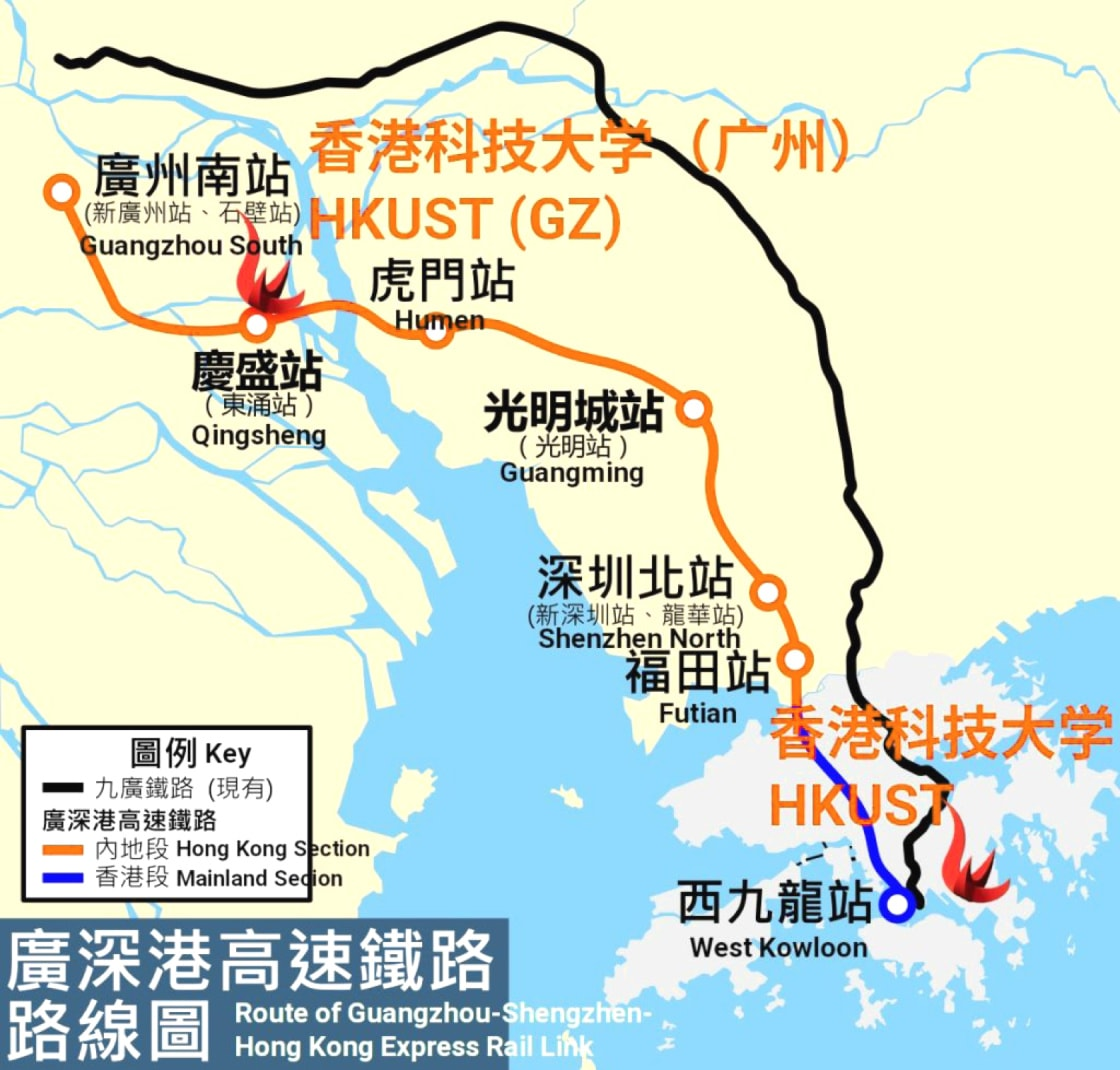 香港科技大学（广州）
HKUST (GZ)
廣州南站
(新廣州站、石壁站)
Guangzhou South
虎門站
Humen
慶盛站
（東涌站）
Qingsheng
光明城站
（光明站）
Guangming
深圳北站
(新深圳站、龍華站)
Shenzhen North
福田站
Futian
香港科技大学
HKUST
西九龍站
West Kowloon
圖例 Key
九廣鐵路 (現有)
廣深港高速鐵路
內地段 Hong Kong Section
香港段 Mainland Secion
廣深港高速鐵路
路線圖
Route of Guangzhou-Shengzhen-
Hong Kong Express Rail Link